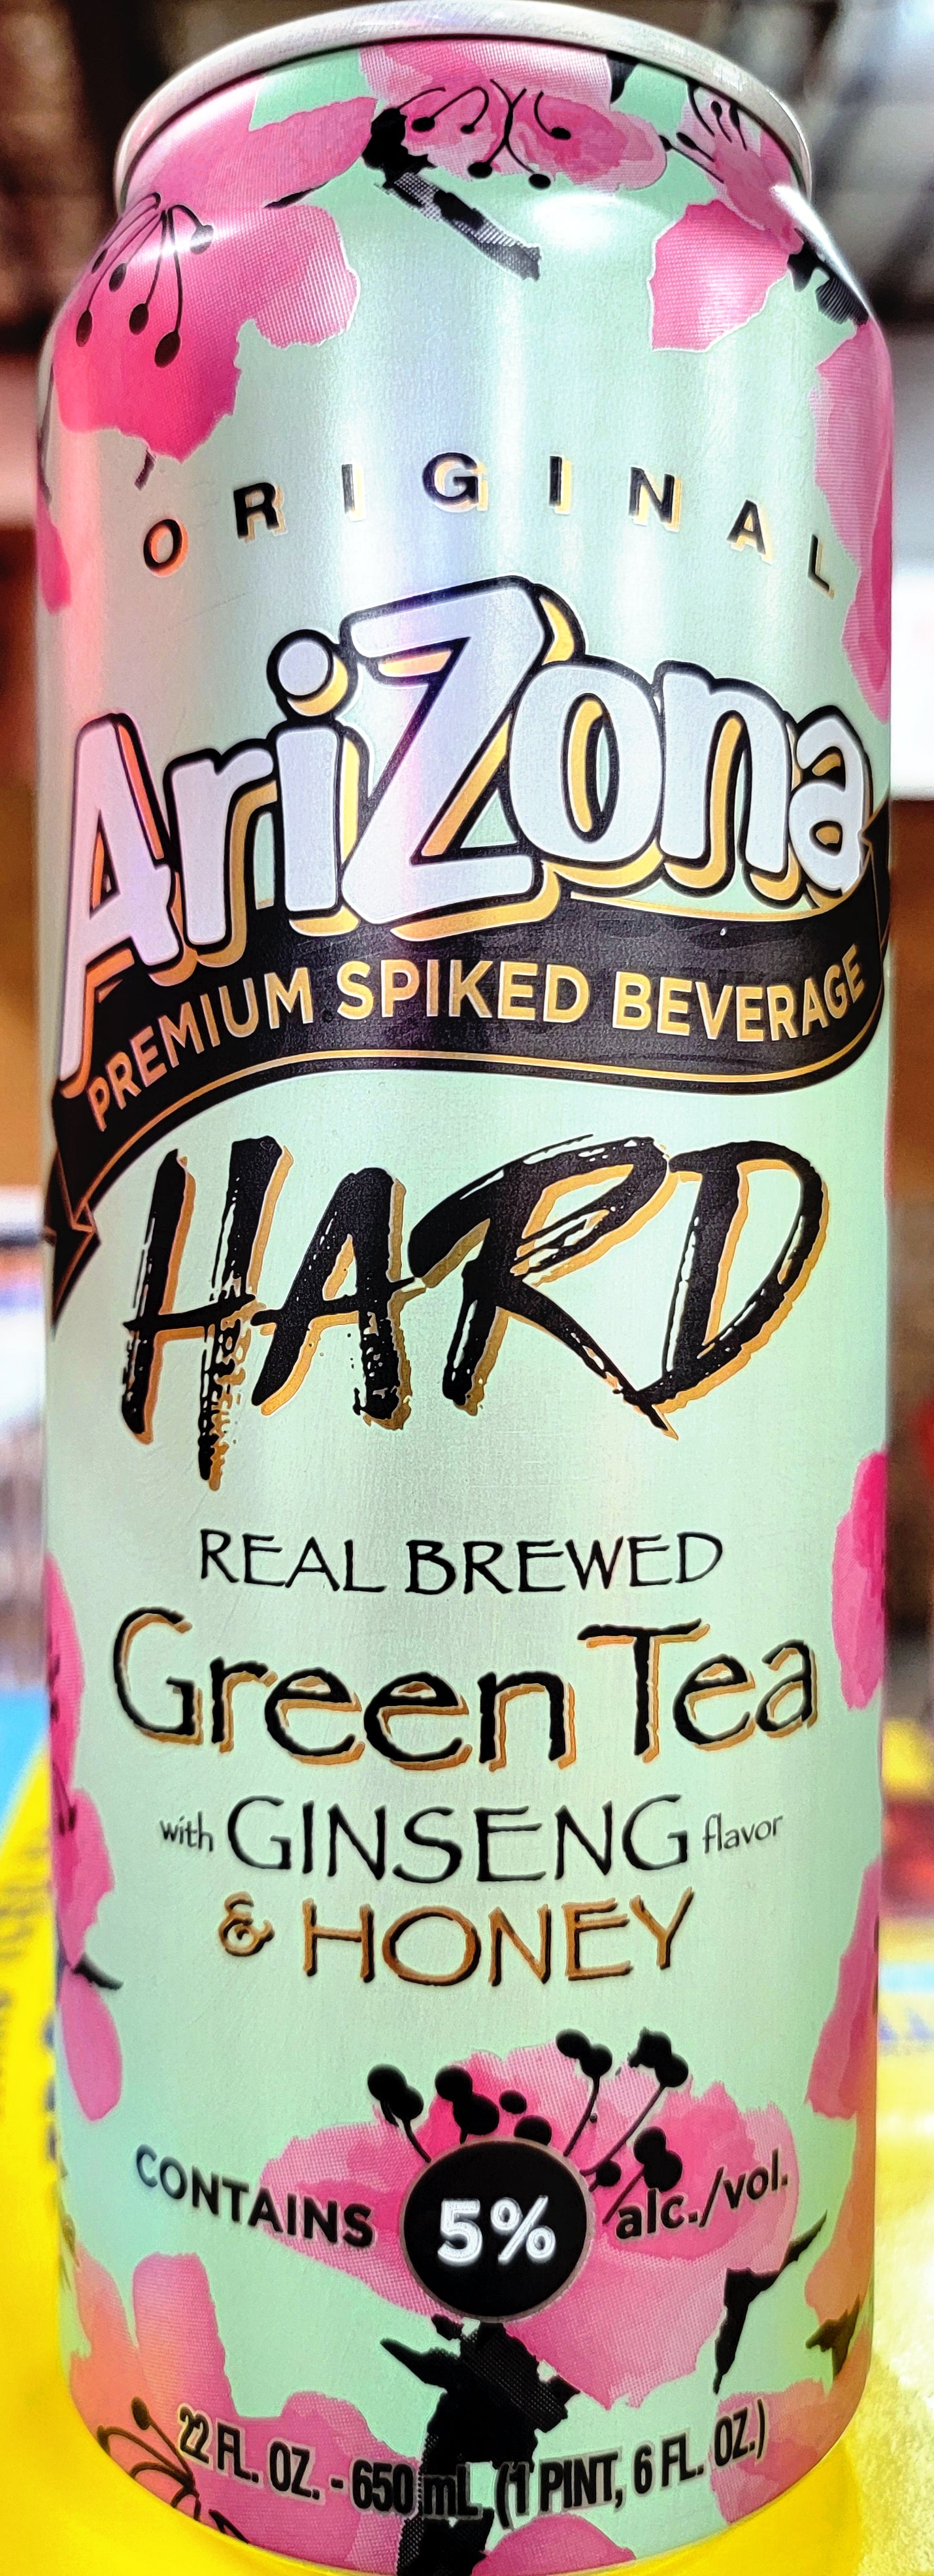 ORIGINAL
AriZona
PREMIUM SPIKED BEVERAGE
HARD
REAL BREWED
Green Tea
with GINSENG flavor
& HONEY
CONTAINS 5% alc./vol.
22 FL. OZ. - 650 mL (1 PINT, 6 FL. OZ.)